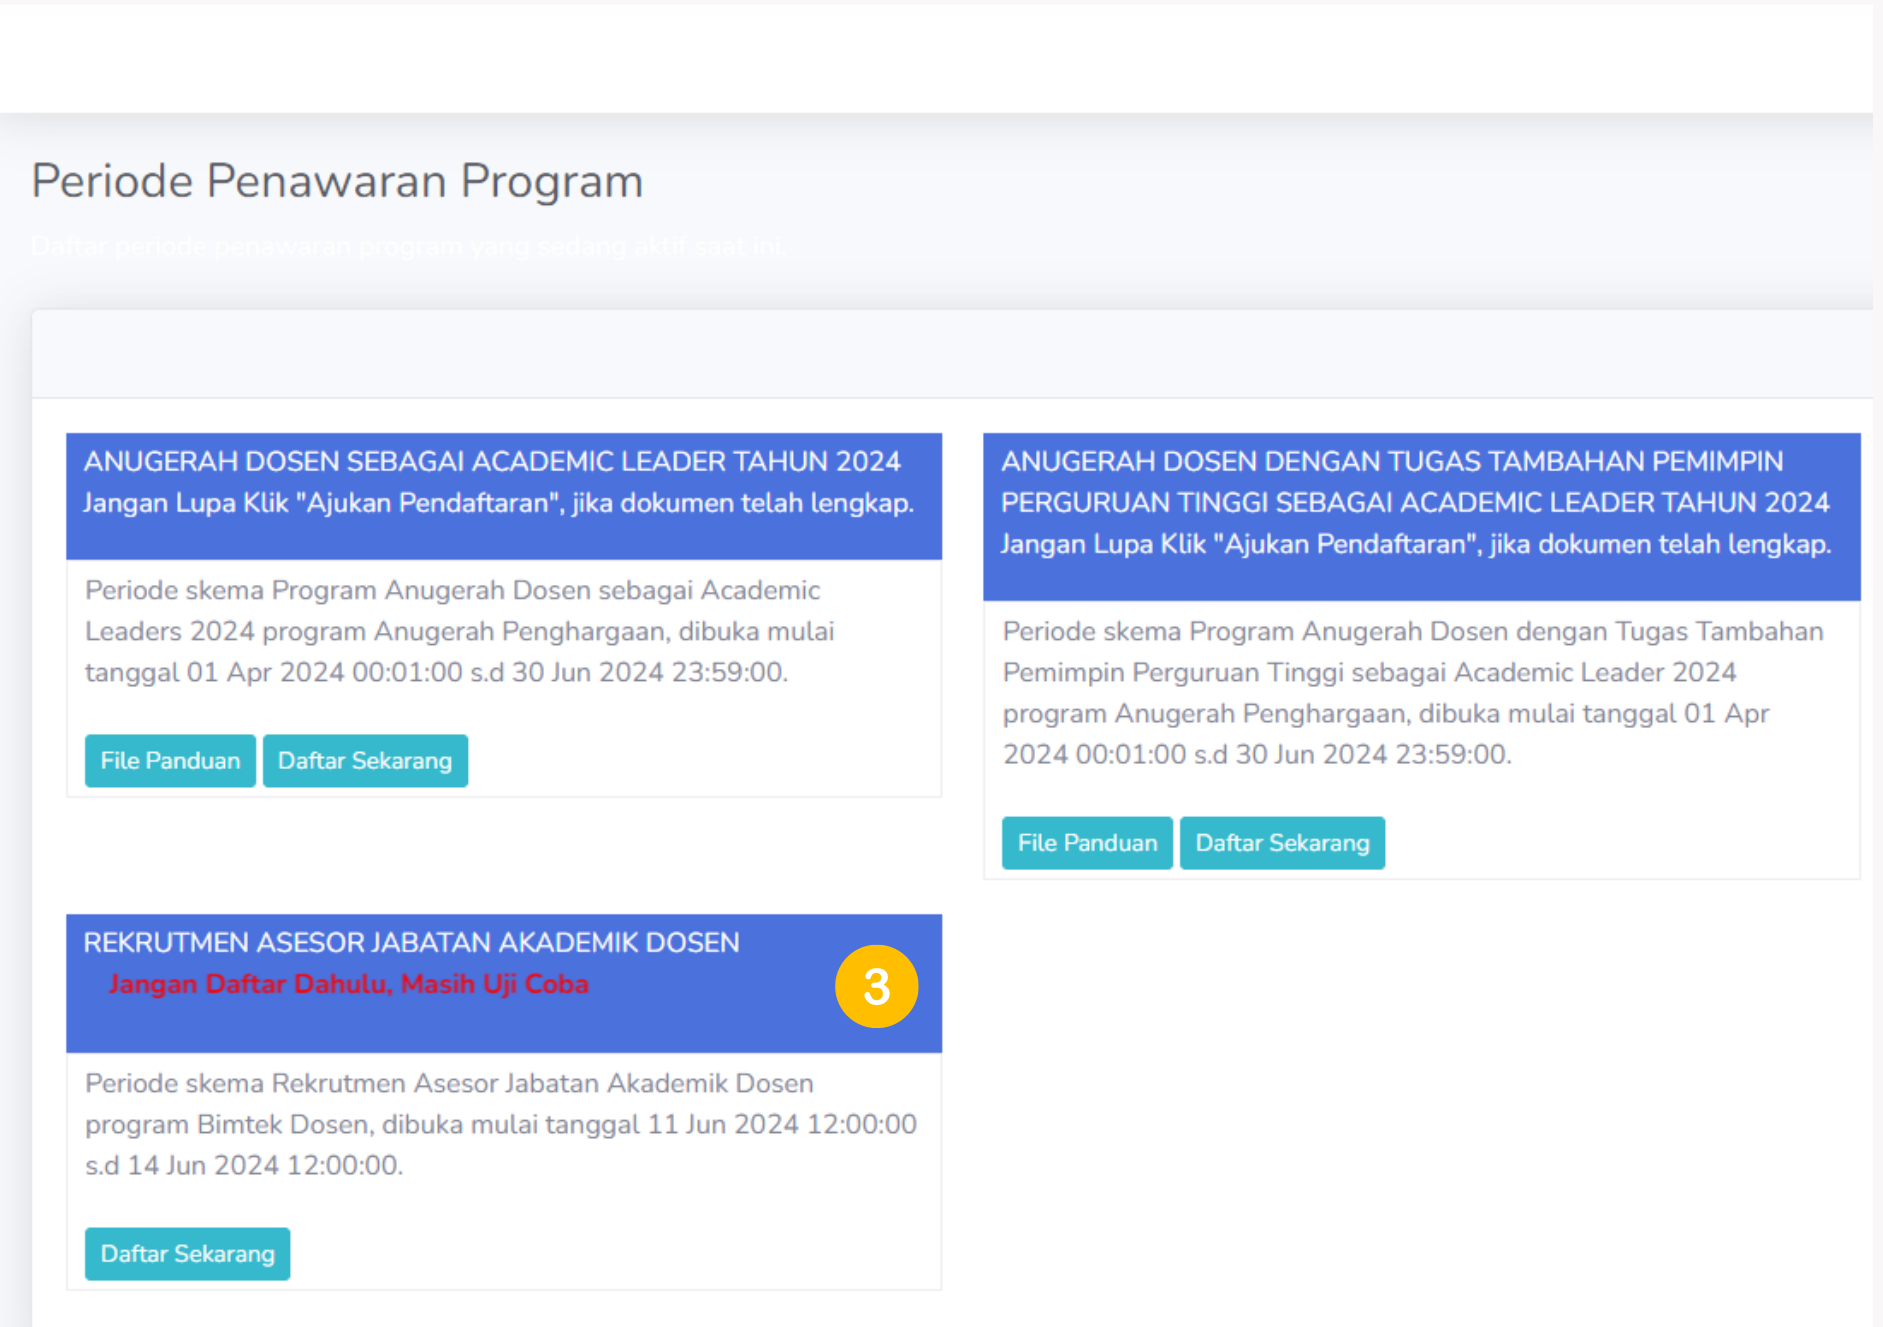 Periode Penawaran Program
Daftar periode penawaran program yang sedang aktif saat ini.
ANUGERAH DOSEN SEBAGAI ACADEMIC LEADER TAHUN 2024
Jangan Lupa Klik "Ajukan Pendaftaran", jika dokumen telah lengkap.
Periode skema Program Anugerah Dosen sebagai Academic
Leaders 2024 program Anugerah Penghargaan, dibuka mulai
tanggal 01 Apr 2024 00:01:00 s.d 30 Jun 2024 23:59:00.
File Panduan
Daftar Sekarang
ANUGERAH DOSEN DENGAN TUGAS TAMBAHAN PEMIMPIN
PERGURUAN TINGGI SEBAGAI ACADEMIC LEADER TAHUN 2024
Jangan Lupa Klik "Ajukan Pendaftaran", jika dokumen telah lengkap.
Periode skema Program Anugerah Dosen dengan Tugas Tambahan
Pemimpin Perguruan Tinggi sebagai Academic Leader 2024
program Anugerah Penghargaan, dibuka mulai tanggal 01 Apr
2024 00:01:00 s.d 30 Jun 2024 23:59:00.
File Panduan
Daftar Sekarang
REKRUTMEN ASESOR JABATAN AKADEMIK DOSEN
Jangan Daftar Dahulu, Masih Uji Coba
3
Periode skema Rekrutmen Asesor Jabatan Akademik Dosen
program Bimtek Dosen, dibuka mulai tanggal 11 Jun 2024 12:00:00
s.d 14 Jun 2024 12:00:00.
Daftar Sekarang